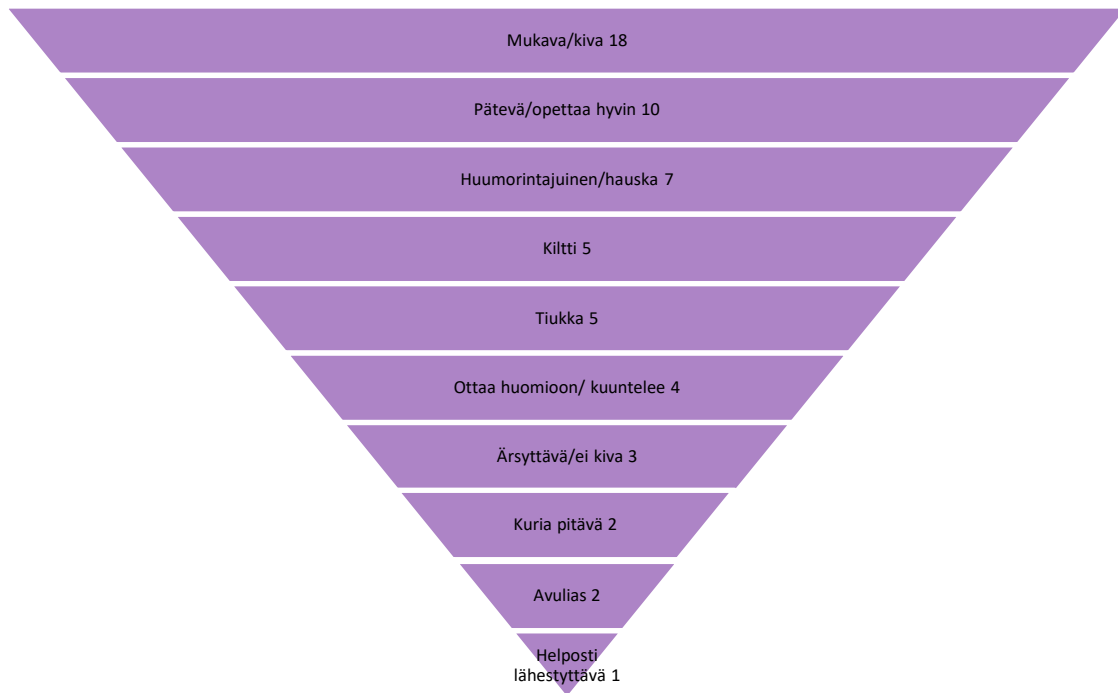 Mukava/kiva 18
Pätevä/opettaa hyvin 10
Huumorintajuinen/hauska 7
Kiltti 5
Tiukka 5
Ottaa huomioon/ kuuntelee 4
Ärsyttävä/ei kiva 3
Kuria pitävä 2
Avulias 2
Helposti
lähestyttävä 1